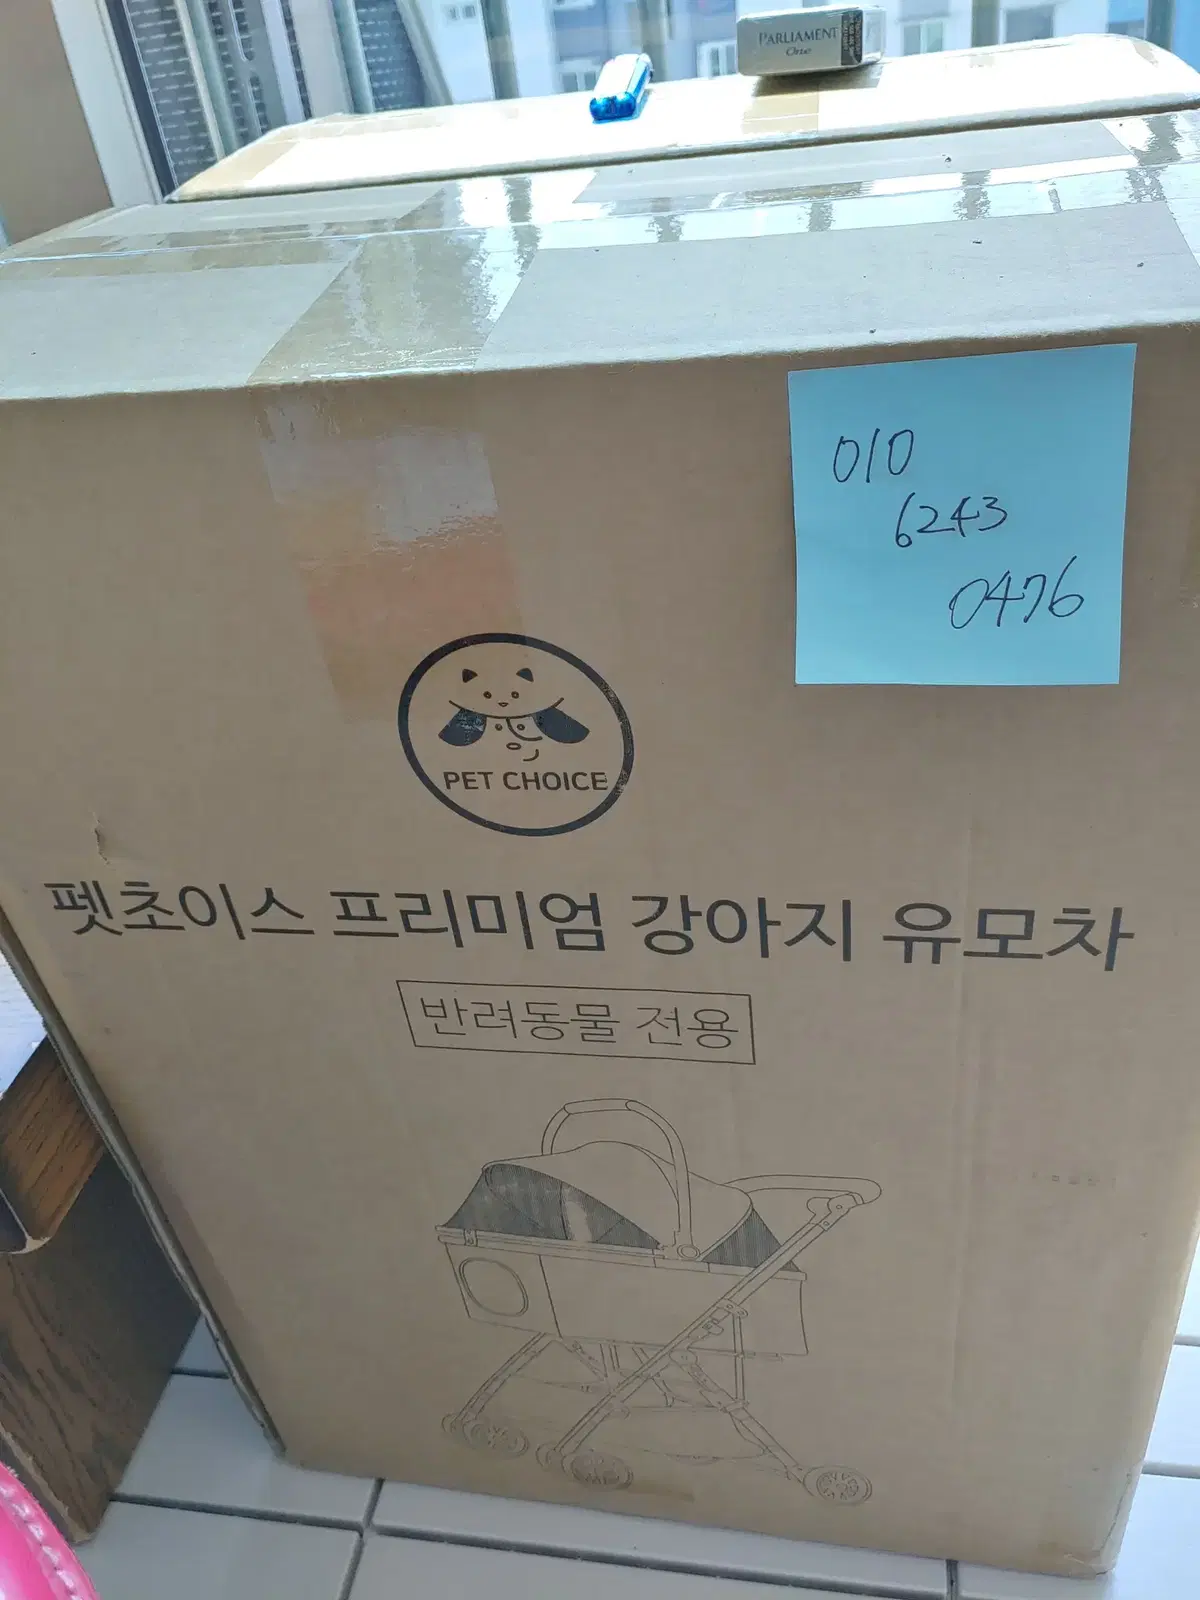 PARLIAMENT
One
010
6243
0476
PET CHOICE
펫초이스 프리미엄 강아지 유모차
반려동물 전용